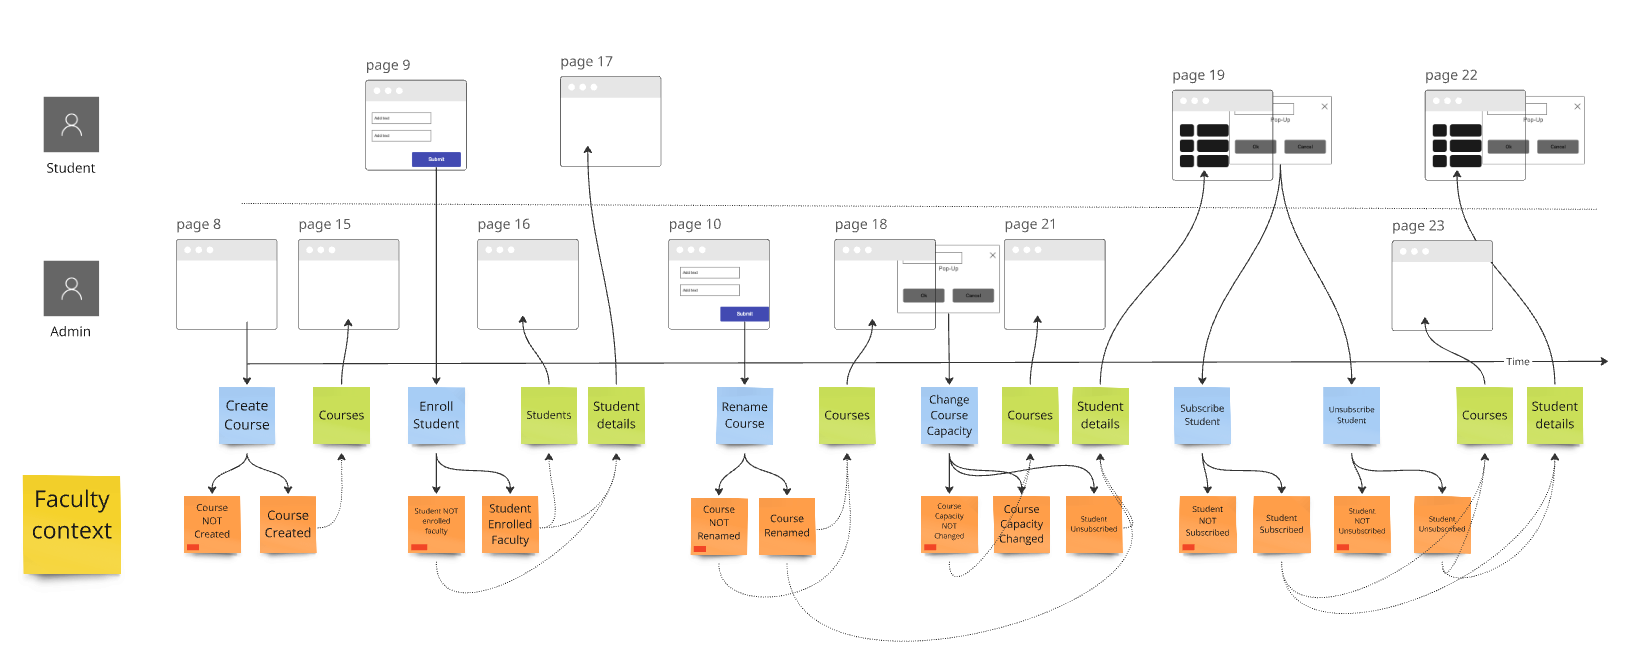 page 9
page 17
page 19
page 22
Add text
Add text
Submit
Pop-Up
Ok
Cancel
Pop-Up
Ok
Cancel
Student
page 8
page 15
page 16
page 10
page 18
page 21
page 23
Add text
Add text
Submit
Pop-Up
Ok
Cancel
Admin
Time
Create
Course
Courses
Enroll
Student
Students
Student
details
Rename
Course
Courses
Change
Course
Capacity
Courses
Student
details
Subscribe
Student
Unsubscribe
Student
Courses
Student
details
Faculty
context
Course
NOT
Created
Course
Created
Student NOT
enrolled
faculty
Student
Enrolled
Faculty
Course
NOT
Renamed
Course
Renamed
Course
Capacity
NOT
Changed
Course
Capacity
Changed
Student
Unsubscribed
Student
NOT
Subscribed
Student
Subscribed
Student
NOT
Unsubscribed
Student
Unsubscribed